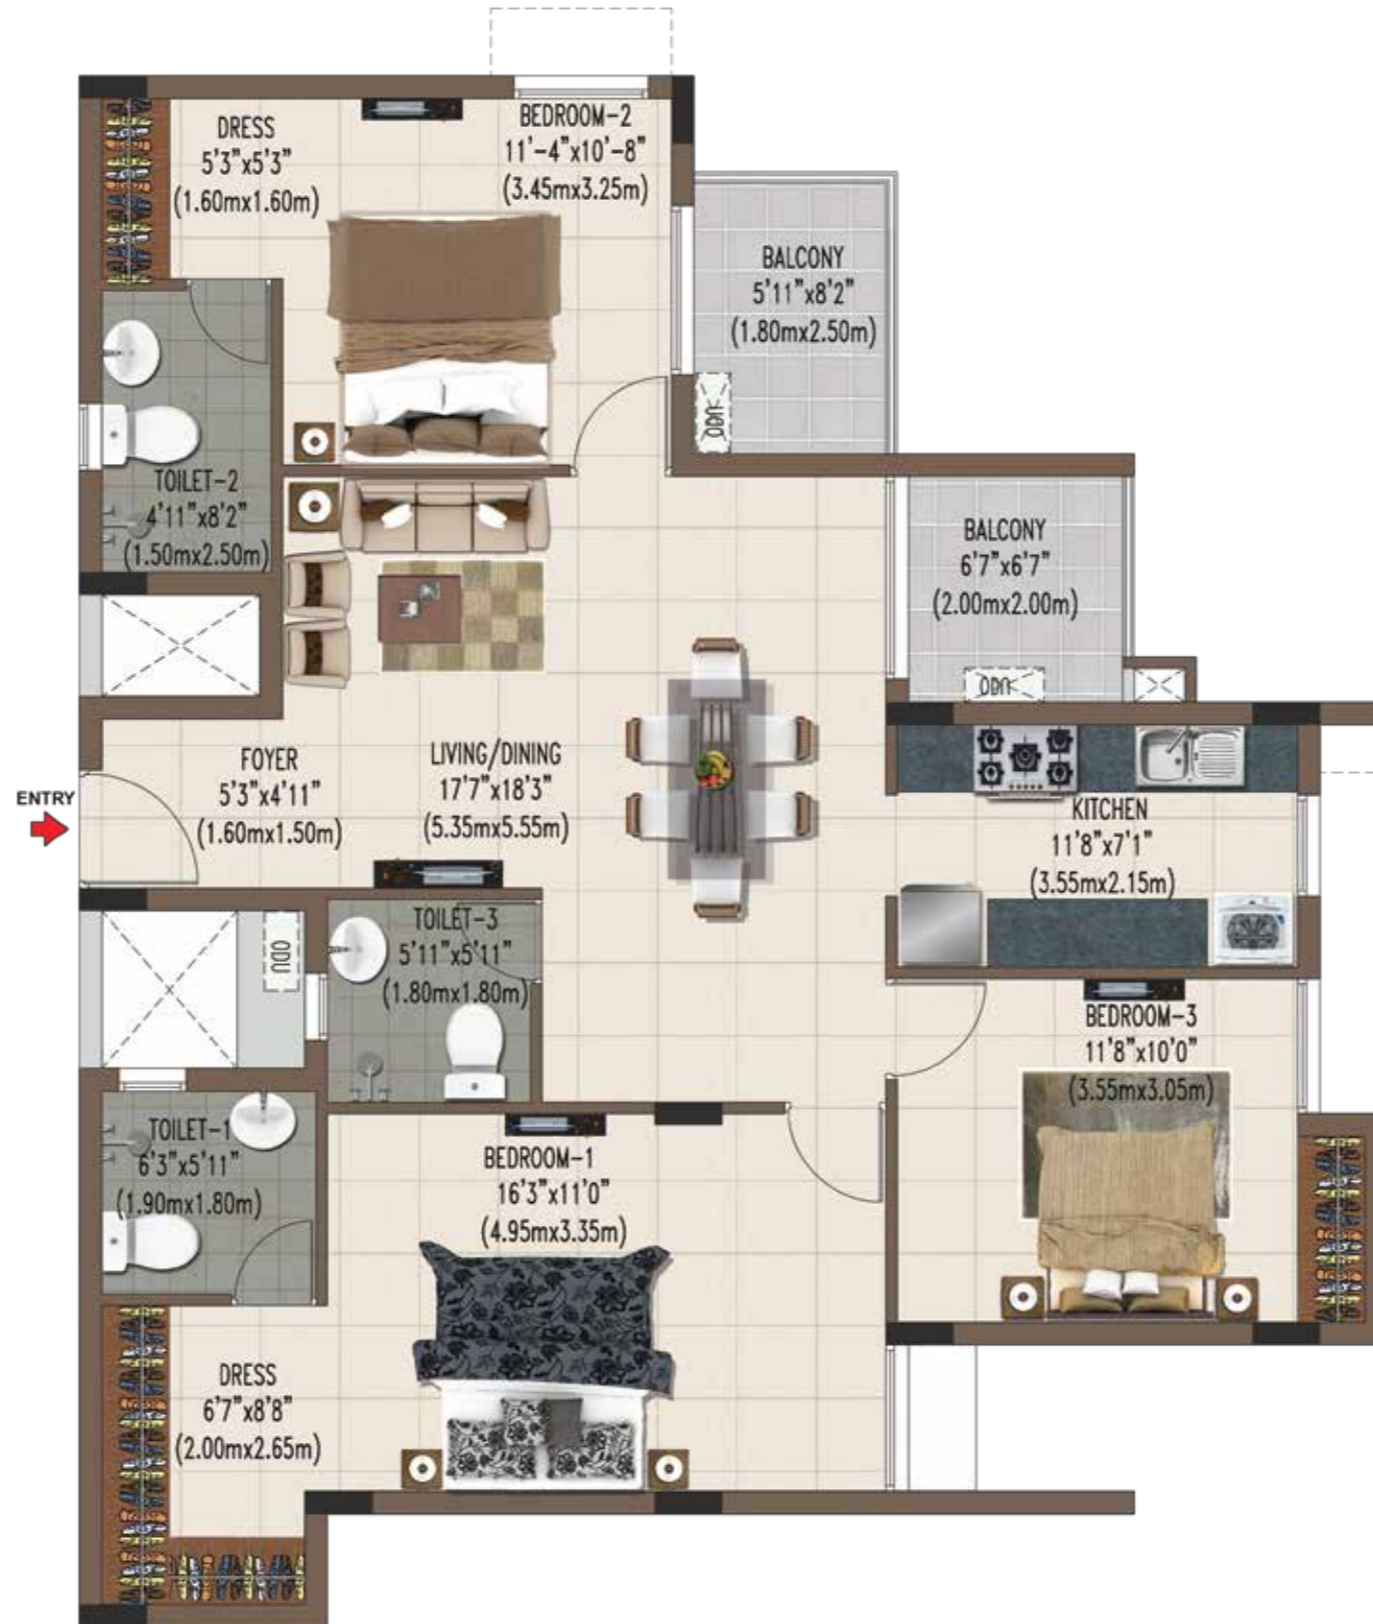 DRESS
5'3"x5'3"
(1.60mx1.60m)
BEDROOM-2
11'-4"x10'-8"
(3.45mx3.25m)
BALCONY
5'11"x8'2"
(1.80mx2.50m)
ODU
TOILET-2
4'11"x8'2"
(1.50mx2.50m)
BALCONY
6'7"x6'7"
(2.00mx2.00m)
ODU
ENTRY
FOYER
5'3"x4'11"
(1.60mx1.50m)
LIVING/DINING
17'7"x18'3"
(5.35mx5.55m)
KITCHEN
11'8"x7'1"
(3.55mx2.15m)
ODU
TOILET-3
5'11"x5'11"
(1.80mx1.80m)
BEDROOM-3
11'8"x10'0"
(3.55mx3.05m)
TOILET-1
6'3"x5'11"
(1.90mx1.80m)
BEDROOM-1
16'3"x11'0"
(4.95mx3.35m)
DRESS
6'7"x8'8"
(2.00mx2.65m)